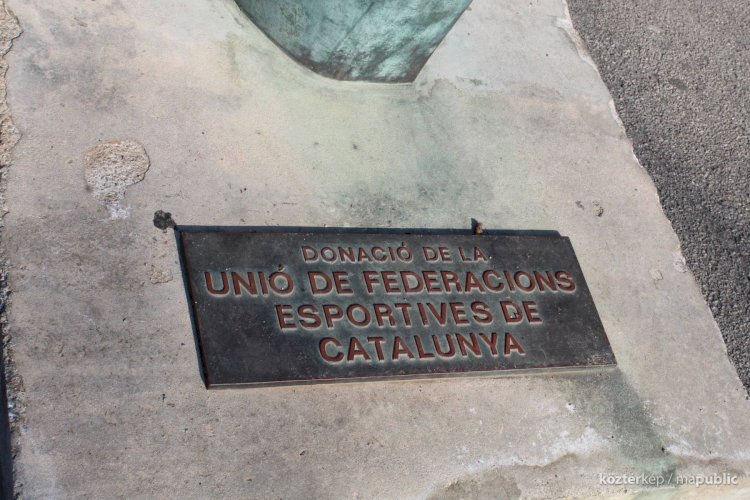 DONACIÓ DE LA
UNIÓ DE FEDERACIONS
ESPORTIVES DE
CATALUNYA
köztérkép / mapublic